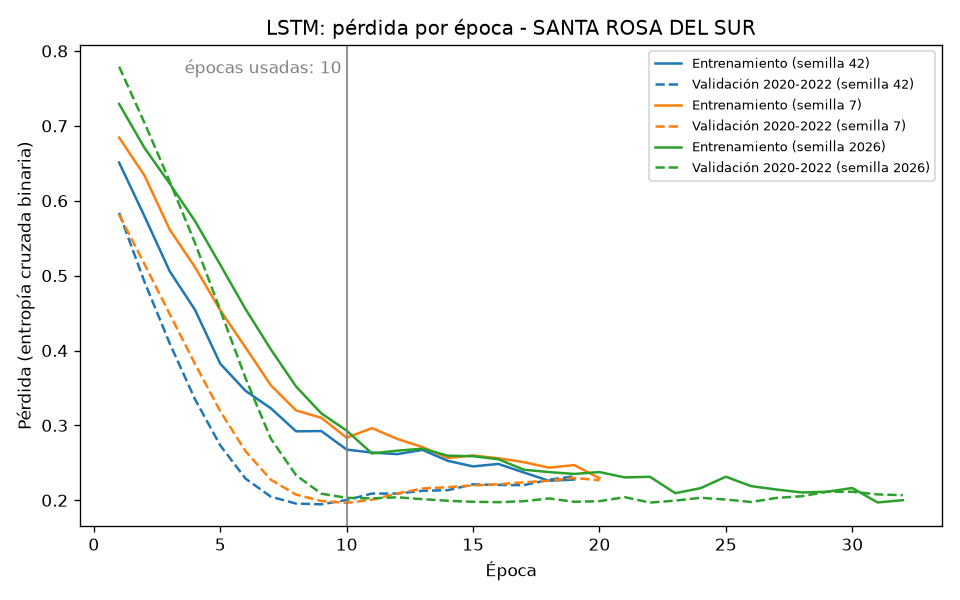 LSTM: pérdida por época - SANTA ROSA DEL SUR
épocas usadas: 10
Entrenamiento (semilla 42)
Validación 2020-2022 (semilla 42)
Entrenamiento (semilla 7)
Validación 2020-2022 (semilla 7)
Entrenamiento (semilla 2026)
Validación 2020-2022 (semilla 2026)
Pérdida (entropía cruzada binaria)
0.8
0.7
0.6
0.5
0.4
0.3
0.2
0
5
10
15
20
25
30
Época